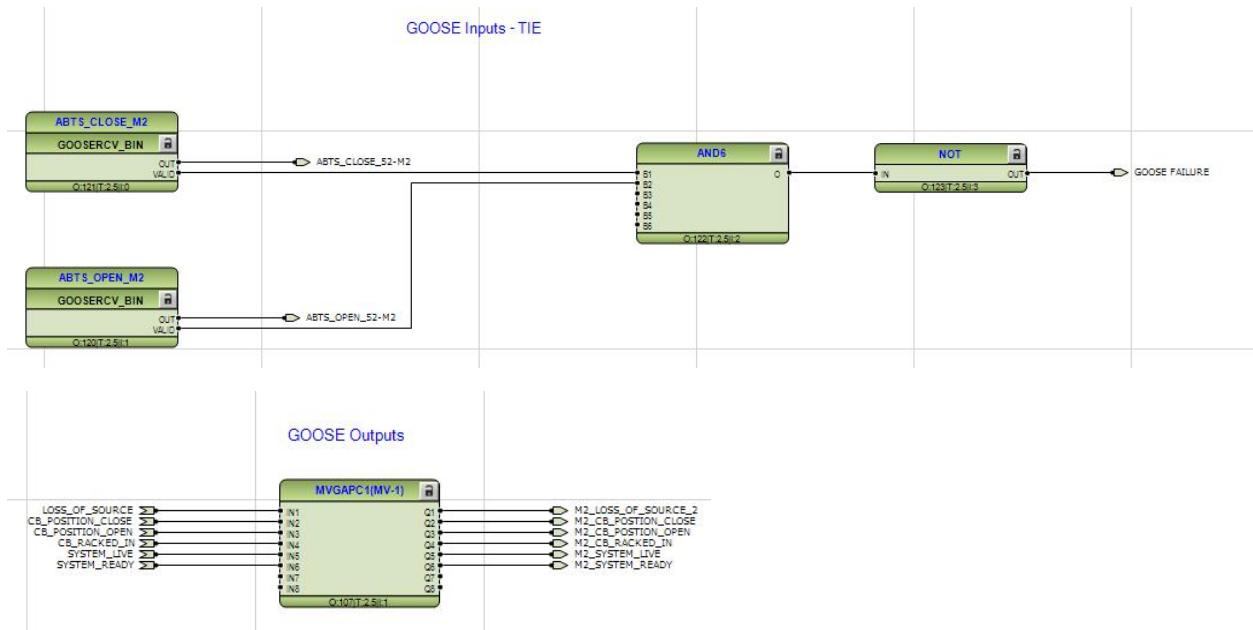 GOOSE Inputs - TIE
ABTS_CLOSE_M2
GOOSERCV_BIN
OUT
VALID
O:121|T:2.5|I:0
ABTS_CLOSE_52-M2
AND6
B1
B2
B3
B4
B5
B6
O
O:122|T:2.5|I:2
NOT
IN
OUT
O:123|T:2.5|I:3
GOOSE FAILURE
ABTS_OPEN_M2
GOOSERCV_BIN
OUT
VALID
O:120|T:2.5|I:1
ABTS_OPEN_52-M2
GOOSE Outputs
MVGAPC1(MV-1)
LOSS_OF_SOURCE IN1 Q1 M2_LOSS_OF_SOURCE_2
CB_POSITION_CLOSE IN2 Q2 M2_CB_POSTION_CLOSE
CB_POSITION_OPEN IN3 Q3 M2_CB_POSTION_OPEN
CB_RACKED_IN IN4 Q4 M2_CB_RACKED_IN
SYSTEM_LIVE IN5 Q5 M2_SYSTEM_LIVE
SYSTEM_READY IN6 Q6 M2_SYSTEM_READY
IN7 Q7
IN8 Q8
O:107|T:2.5|I:1